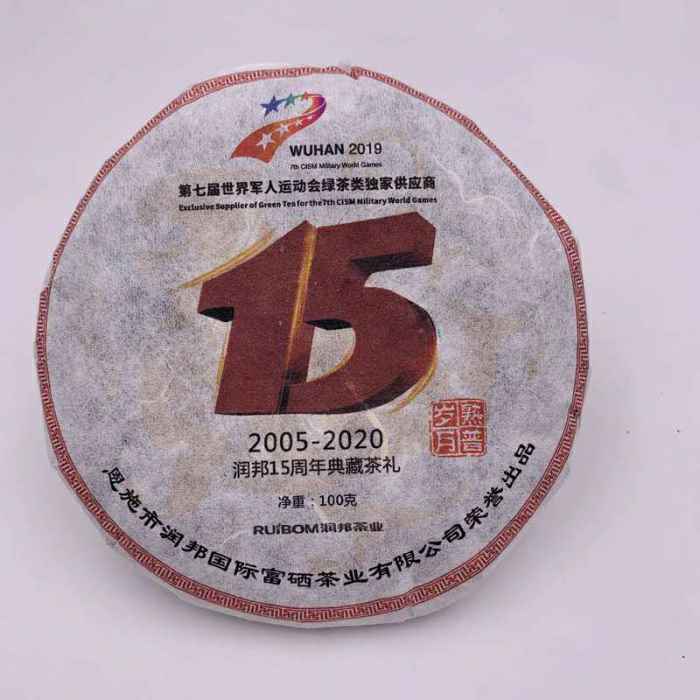 WUHAN 2019
7th CISM Military World Games
第七届世界军人运动会绿茶类独家供应商
Exclusive Supplier of Green Tea for the 7th CISM Military World Games
15
熟普
岁月
2005-2020
润邦15周年典藏茶礼
净重：100克
RUIBOM润邦茶业
恩施市润邦国际富硒茶业有限公司荣誉出品